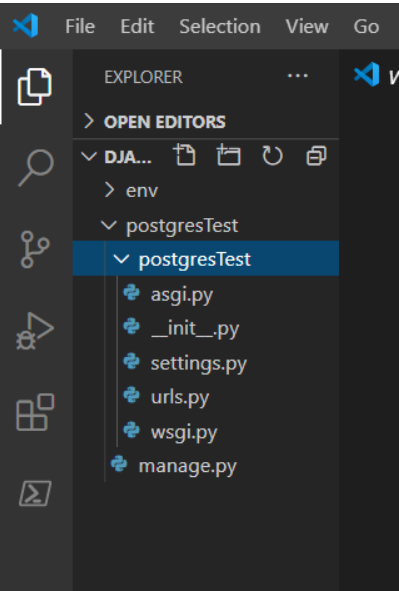 File Edit Selection View Go
EXPLORER ...
OPEN EDITORS
DJA...
env
postgresTest
postgresTest
asgi.py
__init__.py
settings.py
urls.py
wsgi.py
manage.py